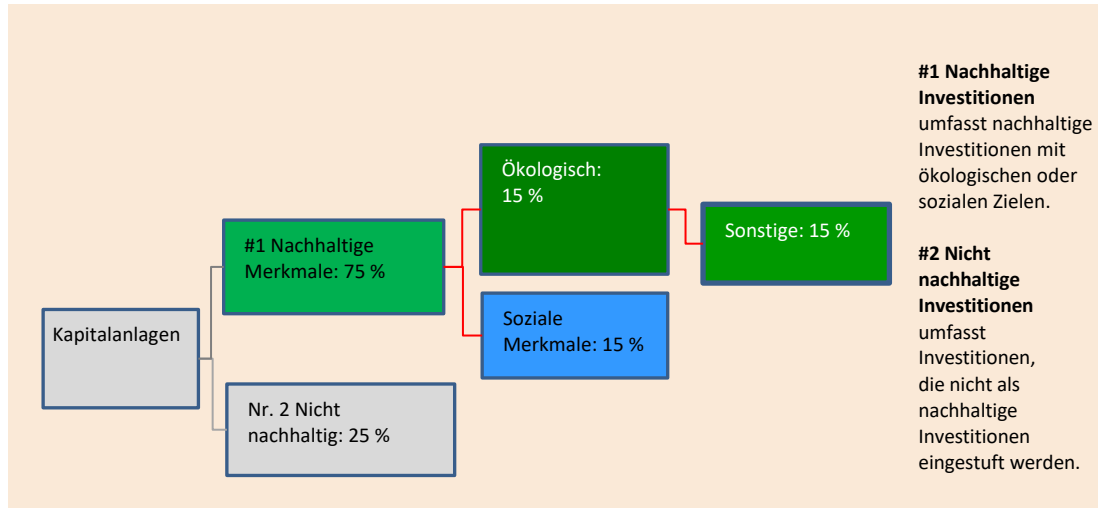 Kapitalanlagen
#1 Nachhaltige
Merkmale: 75 %
Nr. 2 Nicht
nachhaltig: 25 %
Ökologisch:
15 %
Soziale
Merkmale: 15 %
Sonstige: 15 %
#1 Nachhaltige
Investitionen
umfasst nachhaltige
Investitionen mit
ökologischen oder
sozialen Zielen.
#2 Nicht
nachhaltige
Investitionen
umfasst
Investitionen,
die nicht als
nachhaltige
Investitionen
eingestuft werden.